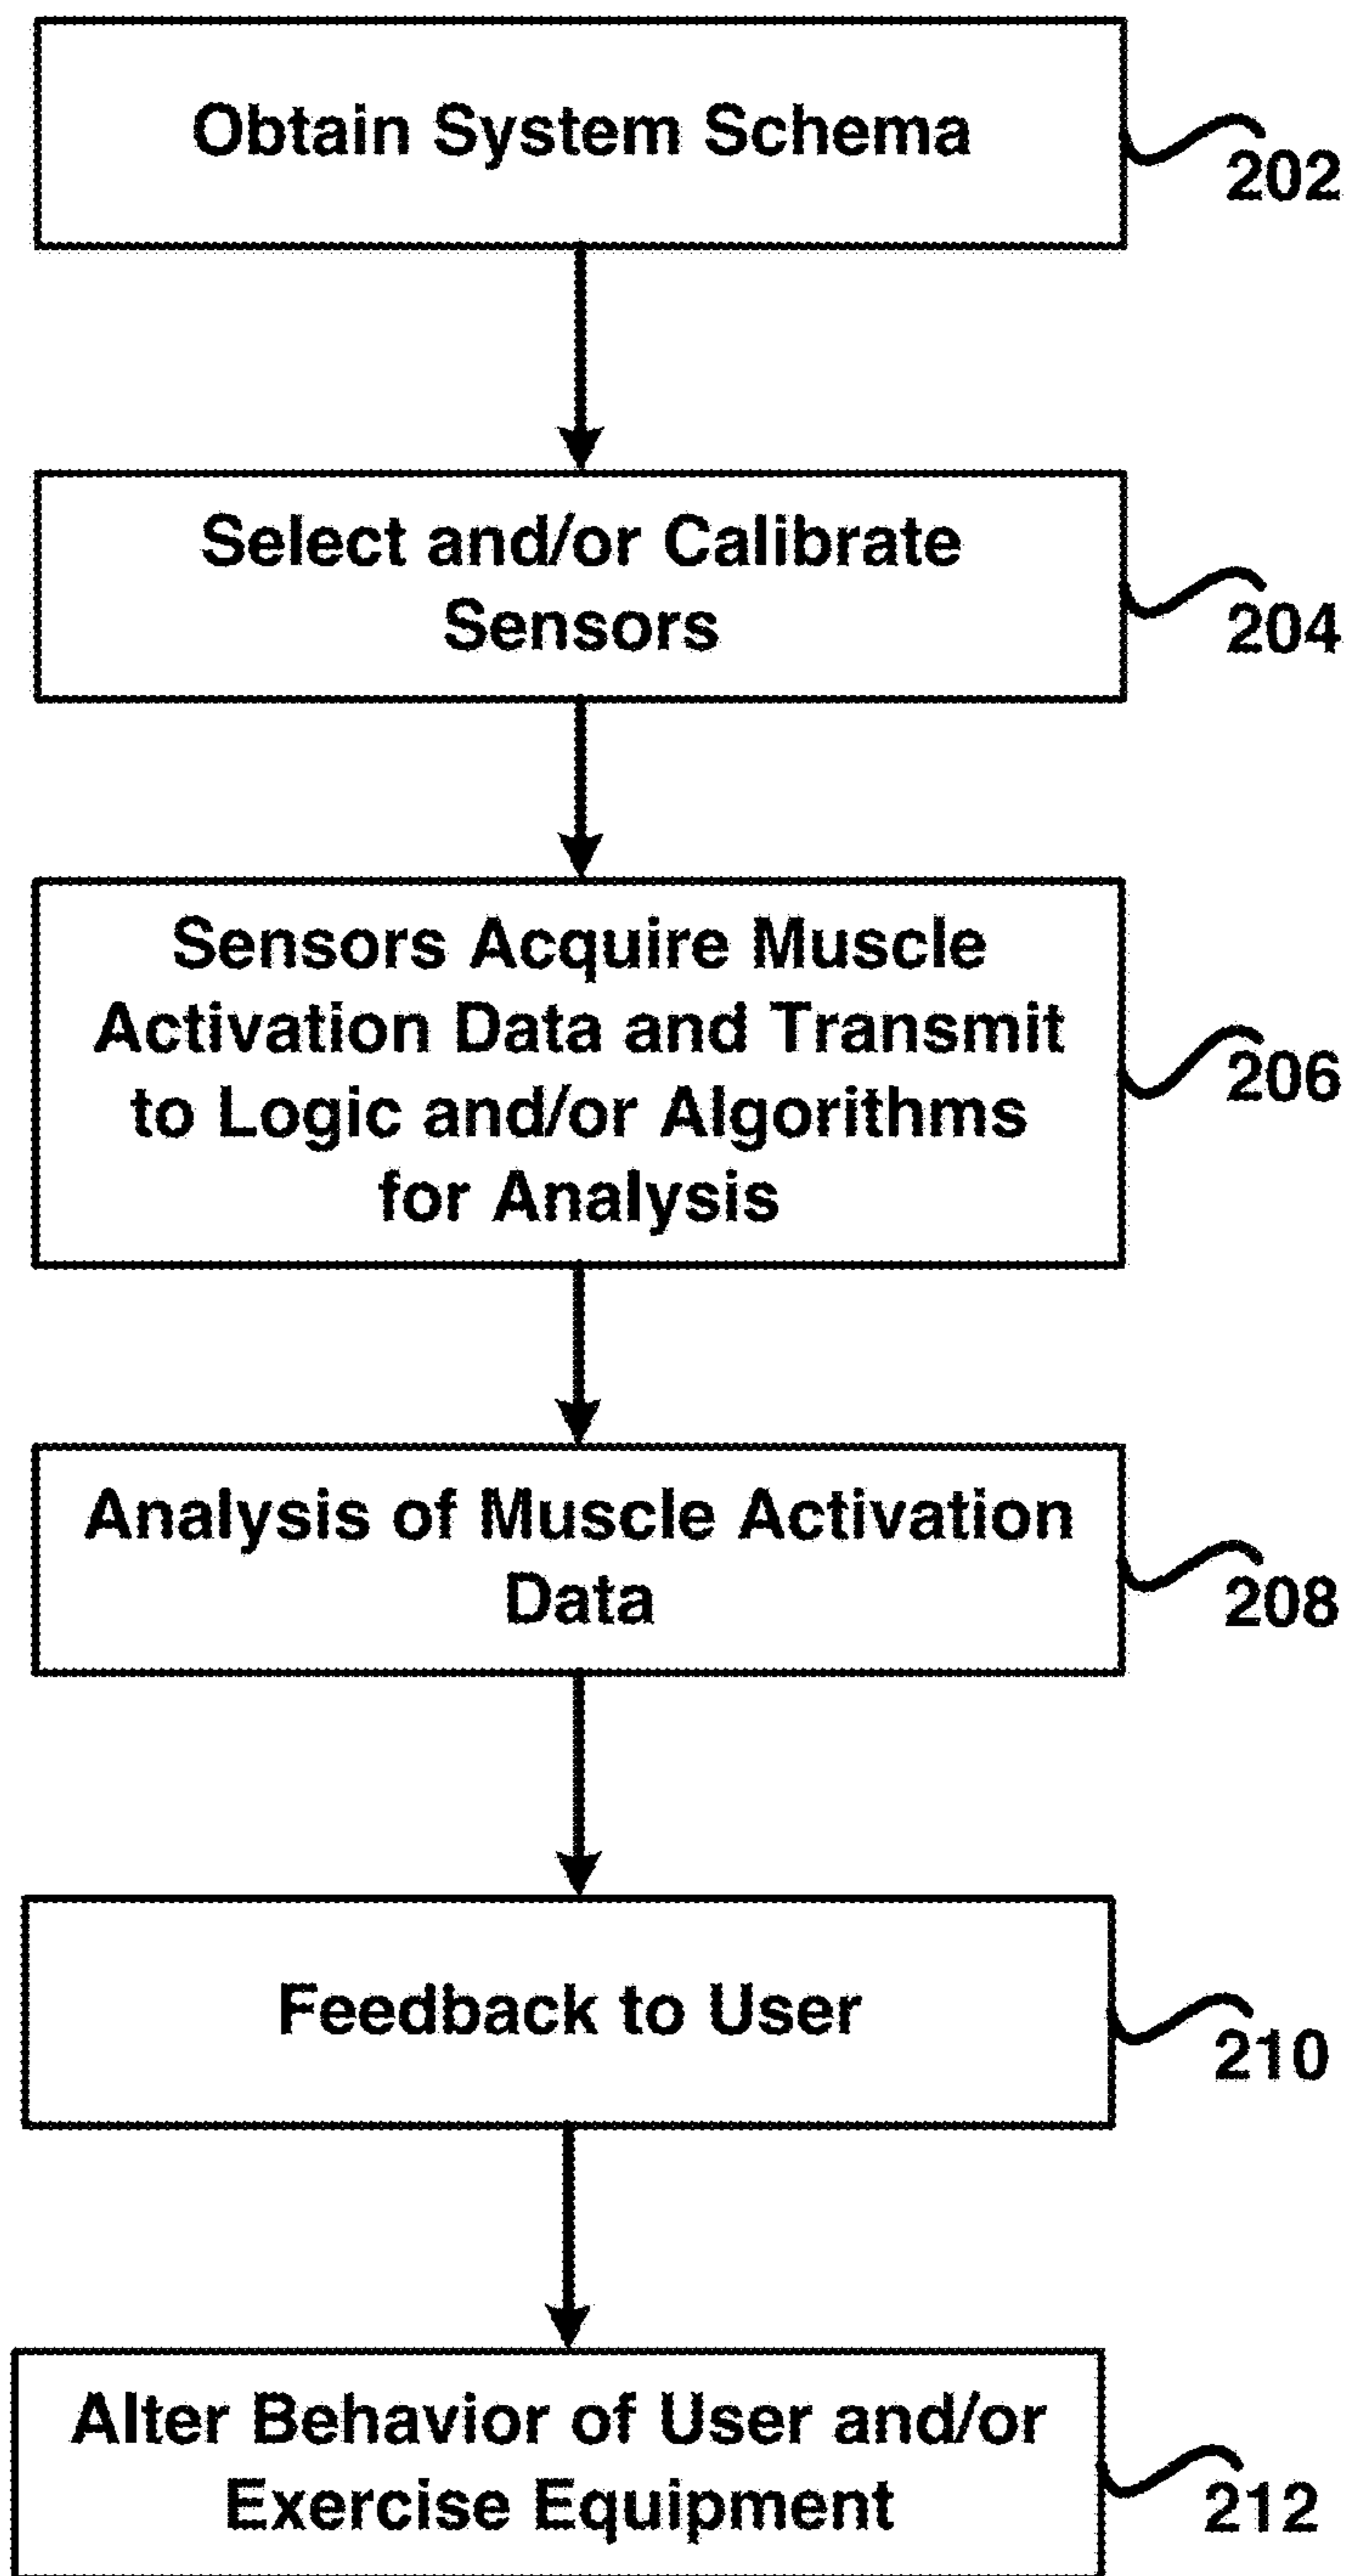 Obtain System Schema
202
Select and/or Calibrate
Sensors
204
Sensors Acquire Muscle
Activation Data and Transmit
to Logic and/or Algorithms
for Analysis
206
Analysis of Muscle Activation
Data
208
Feedback to User
210
Alter Behavior of User and/or
Exercise Equipment
212